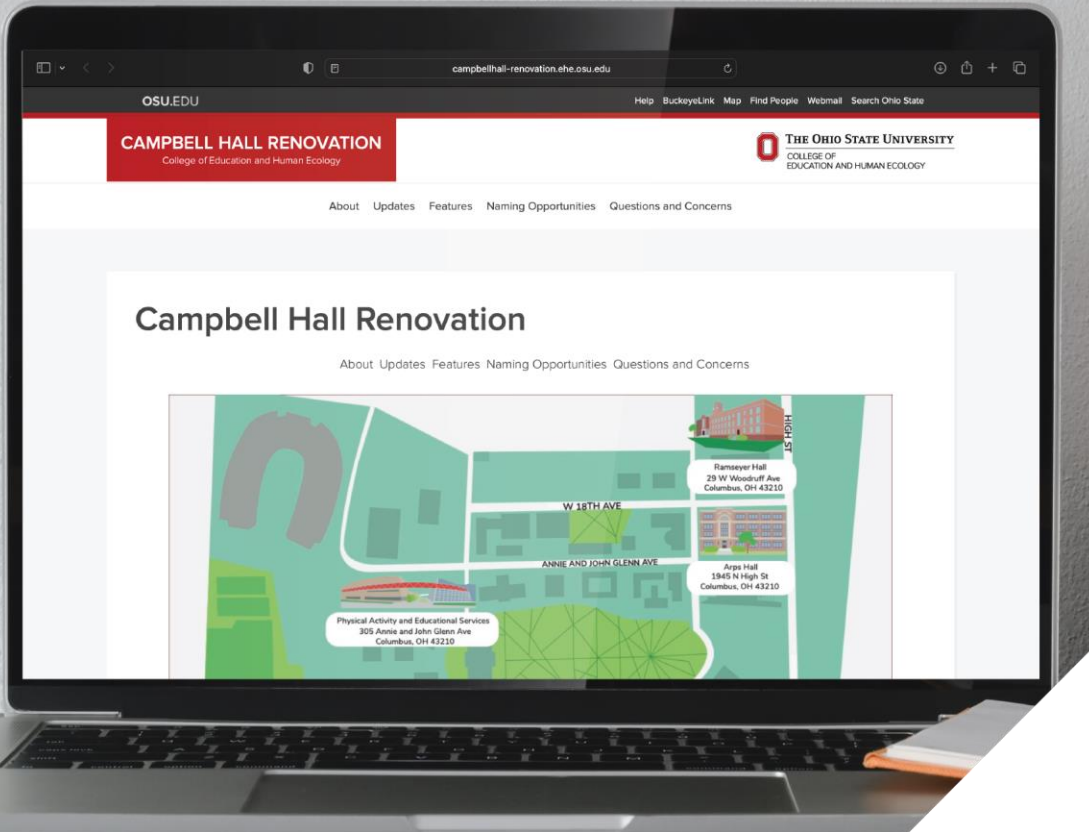 campbellhall-renovation.ehe.osu.edu
OSU.EDU
Help BuckeyeLink Map Find People Webmail Search Ohio State
CAMPBELL HALL RENOVATION
College of Education and Human Ecology
THE OHIO STATE UNIVERSITY
COLLEGE OF
EDUCATION AND HUMAN ECOLOGY
About Updates Features Naming Opportunities Questions and Concerns
Campbell Hall Renovation
About Updates Features Naming Opportunities Questions and Concerns
HIGH ST
Ramseyer Hall
29 W Woodruff Ave
Columbus, OH 43210
W 18TH AVE
ANNIE AND JOHN GLENN AVE
Arps Hall
1945 N High St
Columbus, OH 43210
Physical Activity and Educational Services
305 Annie and John Glenn Ave
Columbus, OH 43210